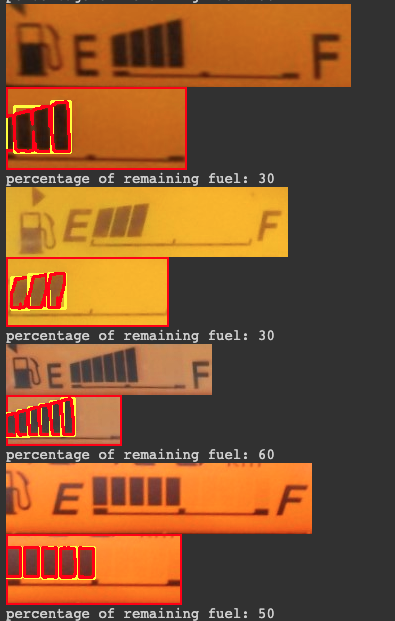 E F
percentage of remaining fuel: 30
E F
percentage of remaining fuel: 30
E F
percentage of remaining fuel: 60
E F
percentage of remaining fuel: 50